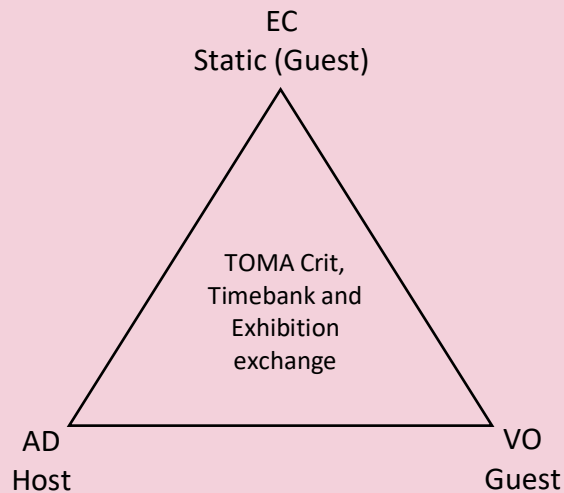 EC
Static (Guest)
TOMA Crit,
Timebank and
Exhibition
exchange
AD
Host
VO
Guest